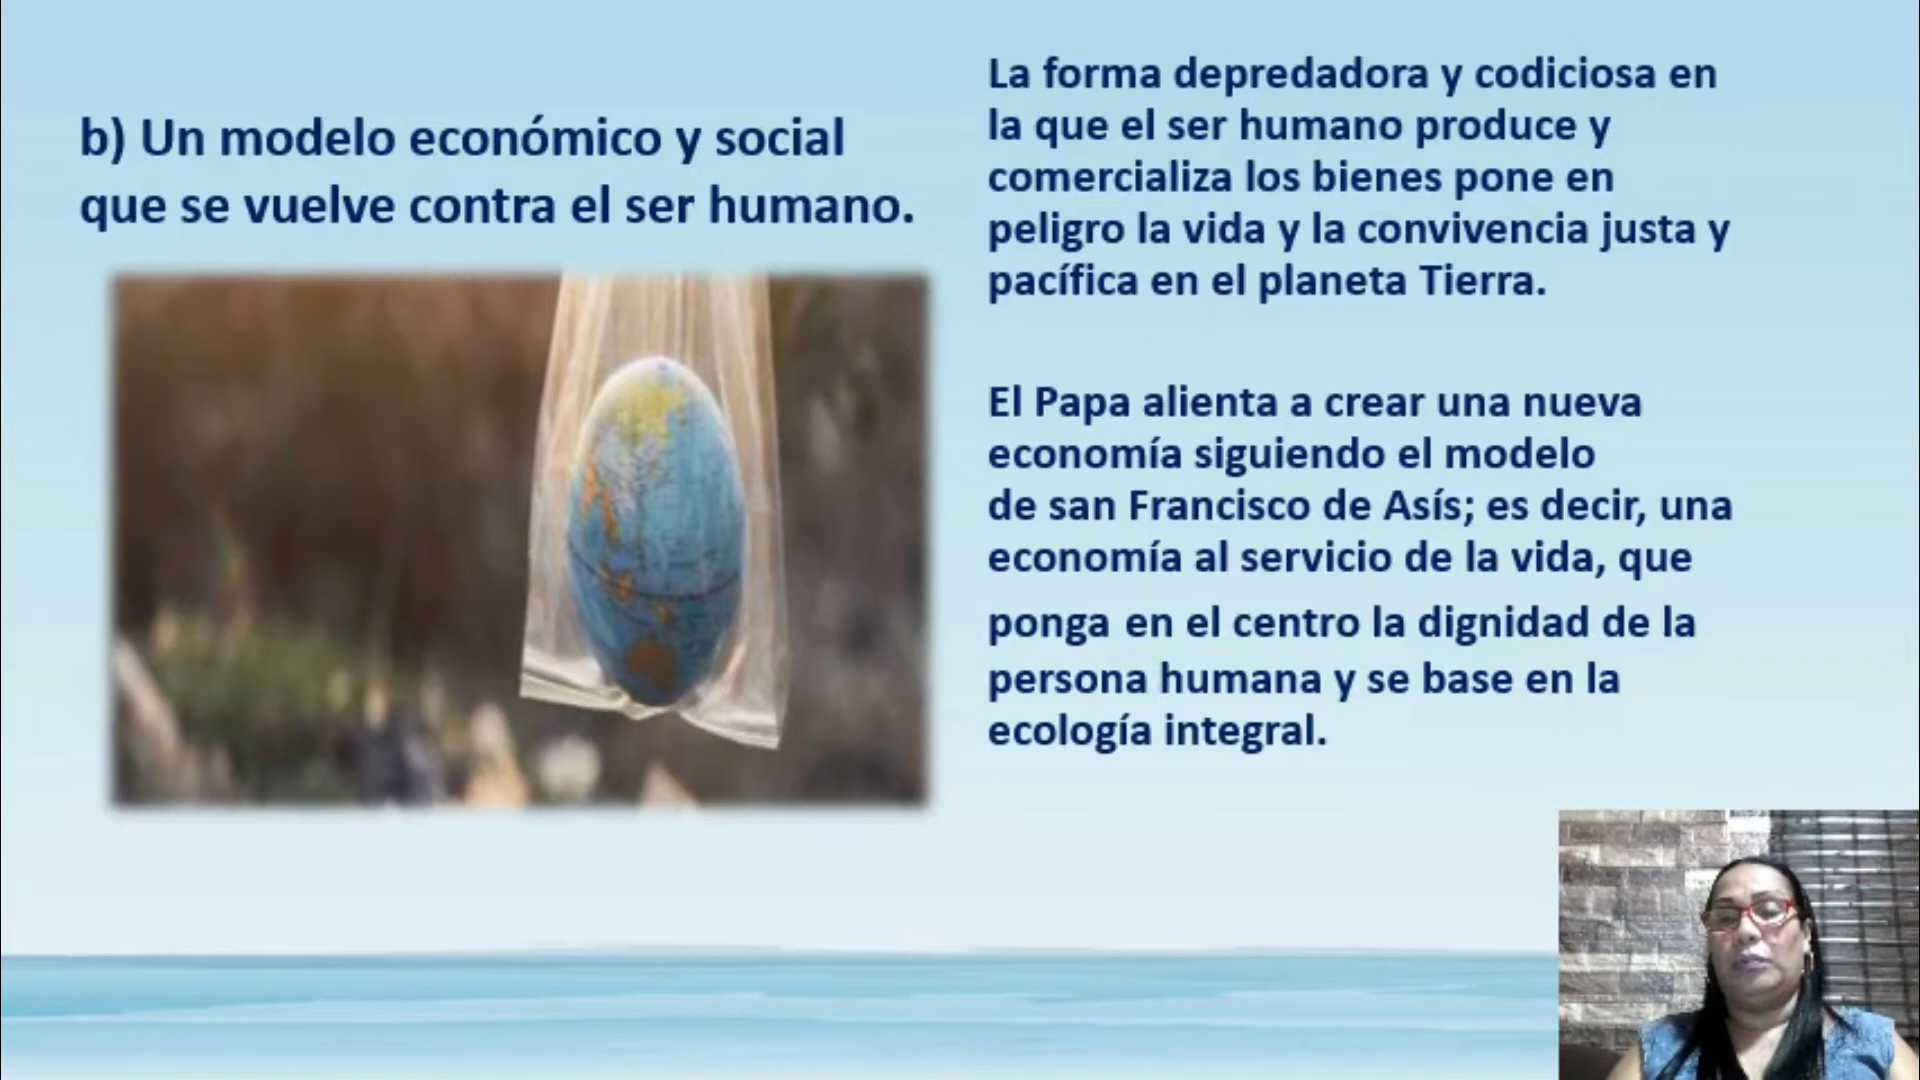 b) Un modelo económico y social
que se vuelve contra el ser humano.
La forma depredadora y codiciosa en
la que el ser humano produce y
comercializa los bienes pone en
peligro la vida y la convivencia justa y
pacífica en el planeta Tierra.
El Papa alienta a crear una nueva
economía siguiendo el modelo
de san Francisco de Asís; es decir, una
economía al servicio de la vida, que
ponga en el centro la dignidad de la
persona humana y se base en la
ecología integral.